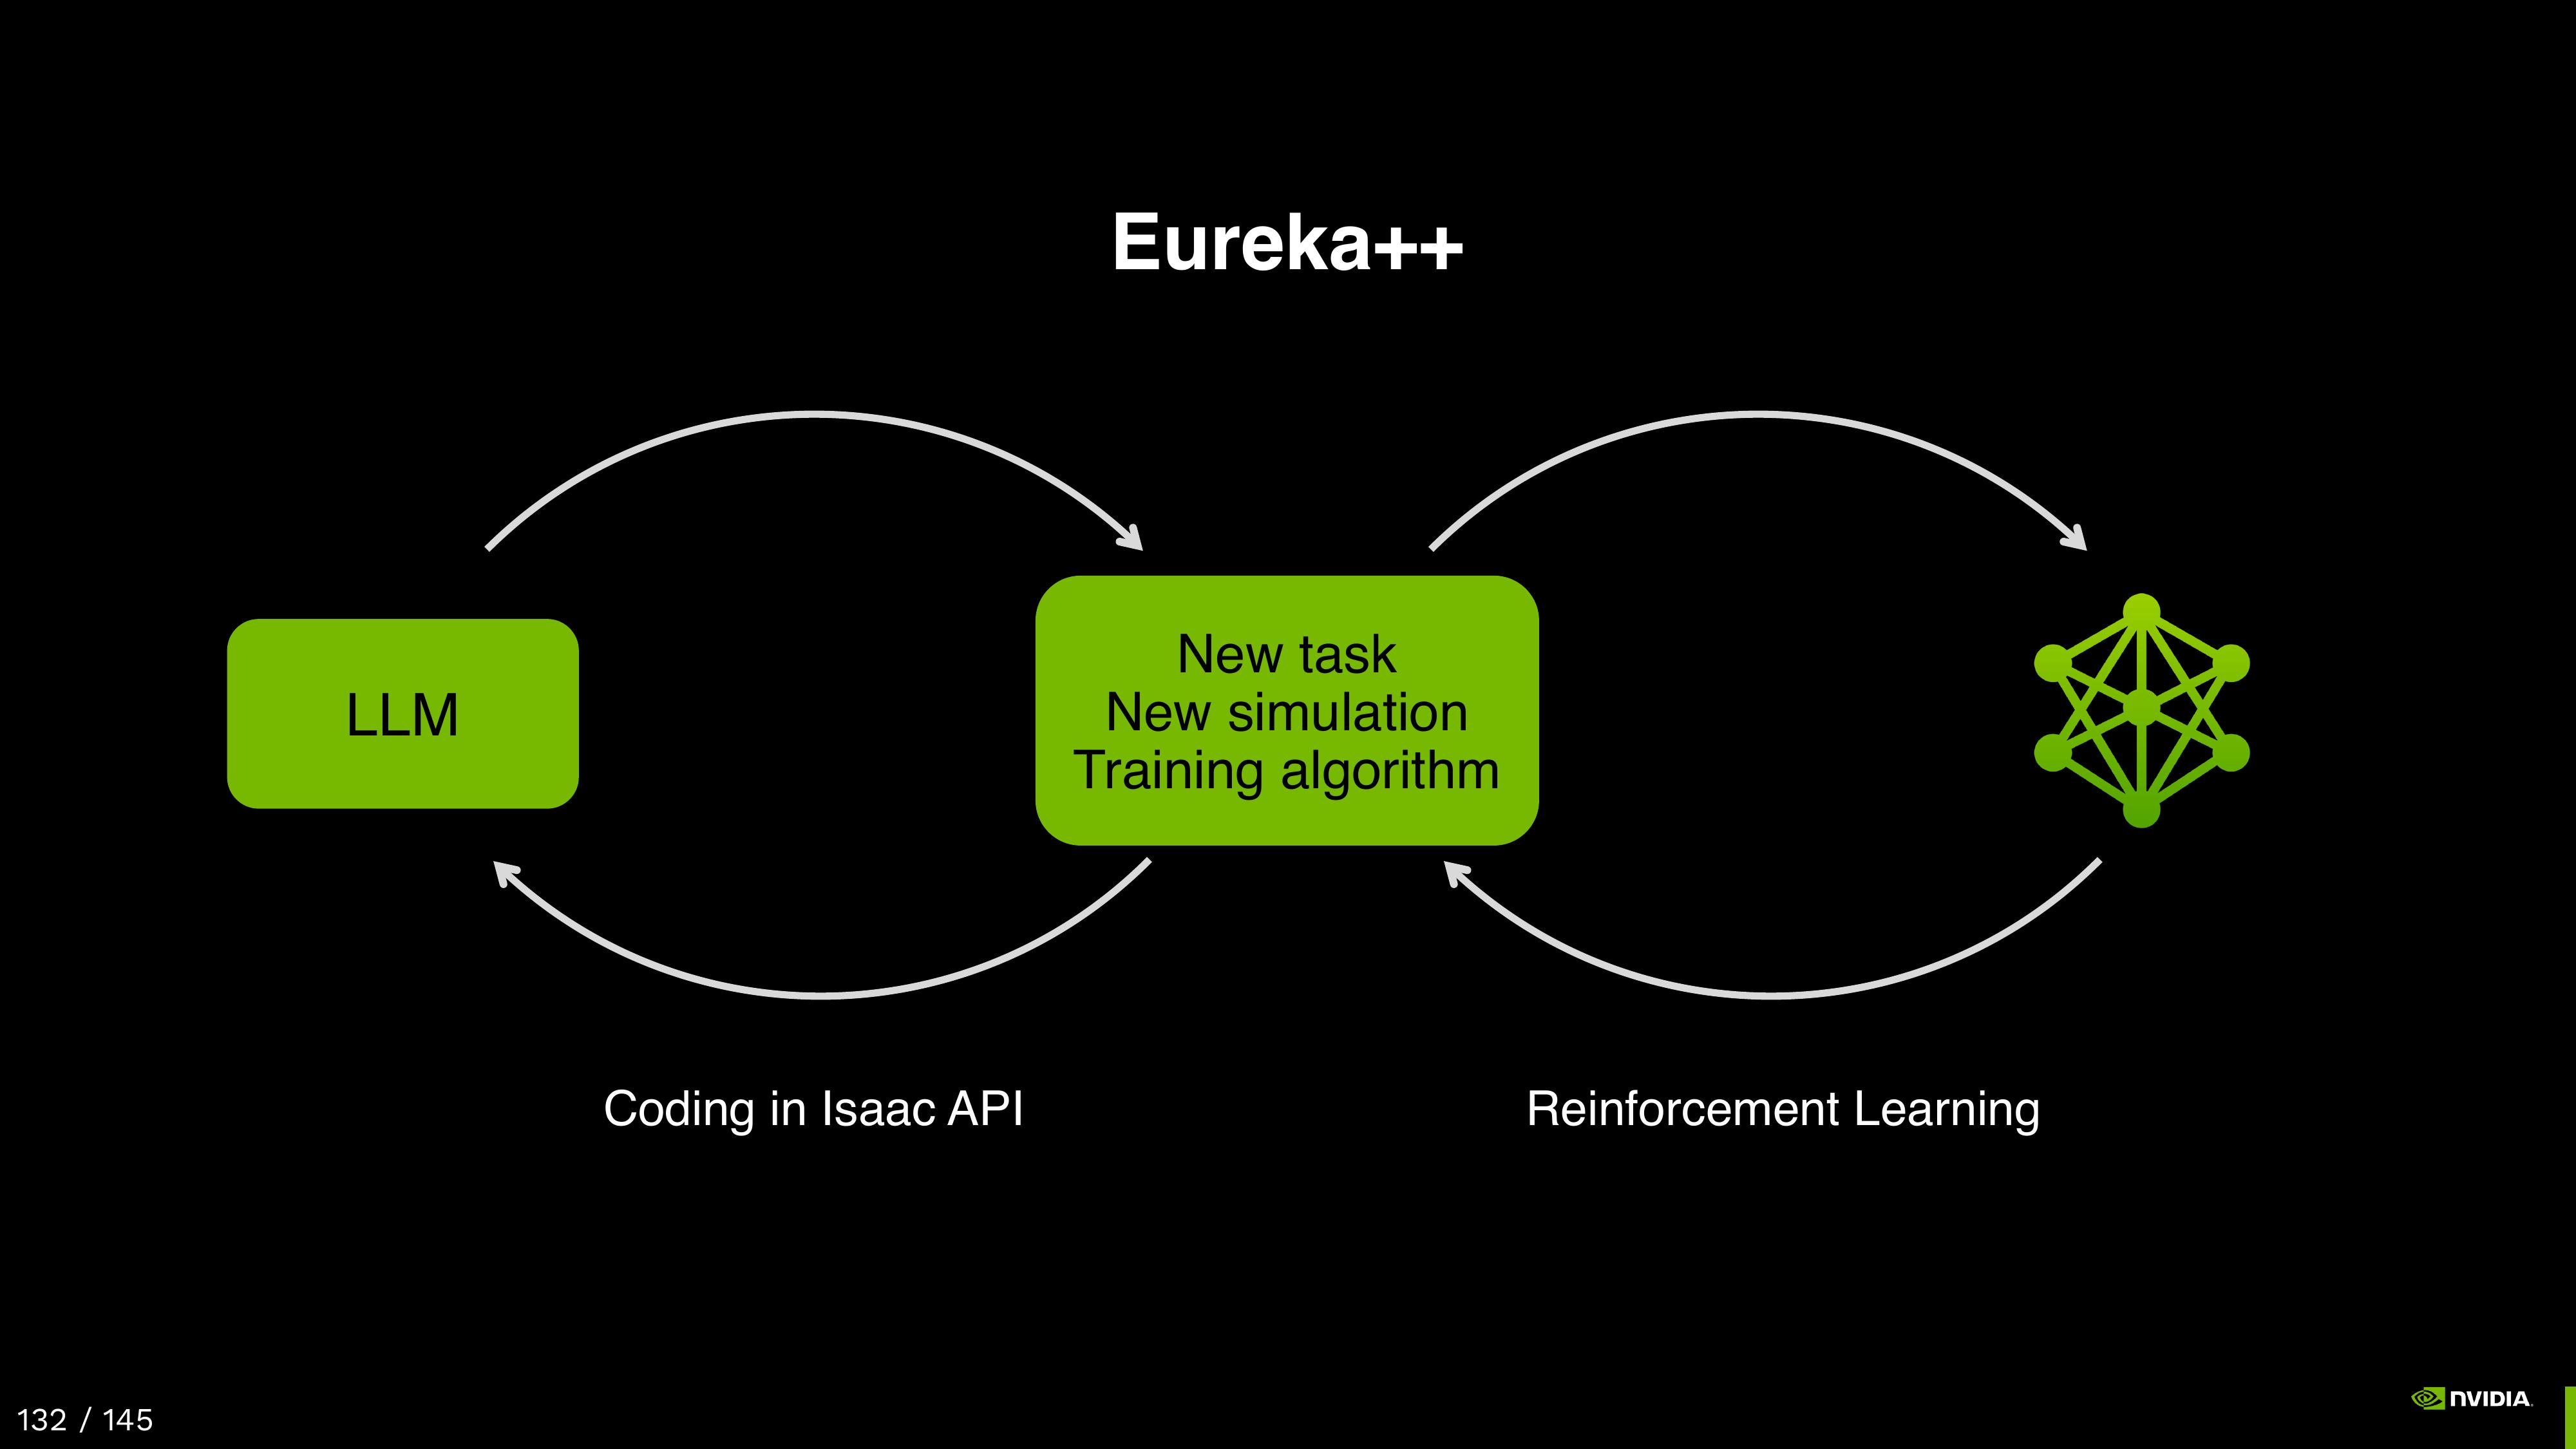 Eureka++
LLM
New task
New simulation
Training algorithm
Coding in Isaac API
Reinforcement Learning
132 / 145
NVIDIA.